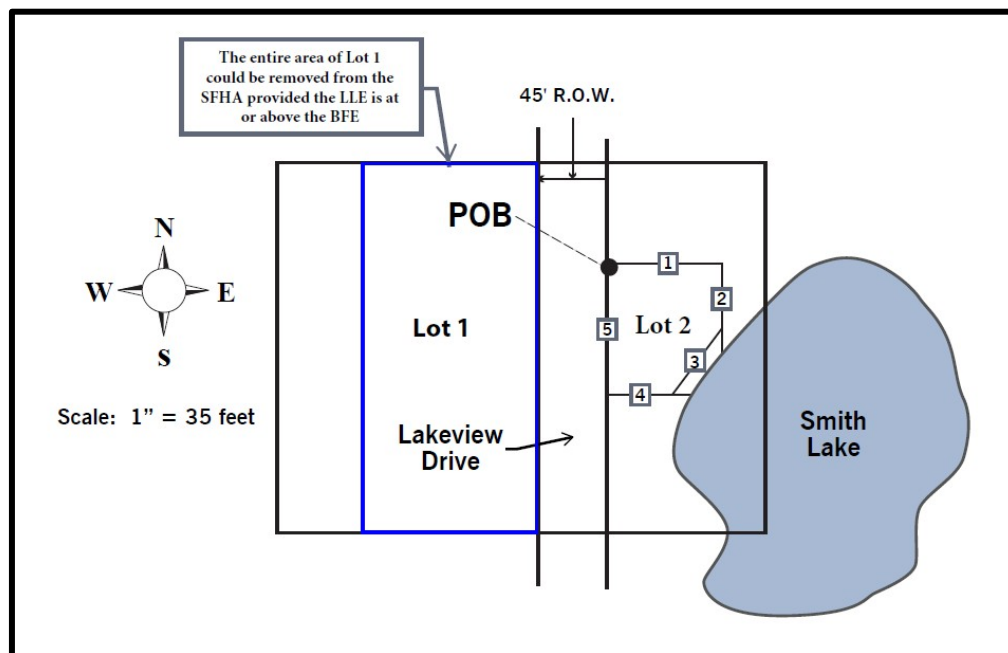 The entire area of Lot 1
could be removed from the
SFHA provided the LLE is at
or above the BFE
45' R.O.W.
POB
N
W
E
S
1
2
Lot 1
5
Lot 2
3
4
Scale: 1” = 35 feet
Lakeview
Drive
Smith
Lake